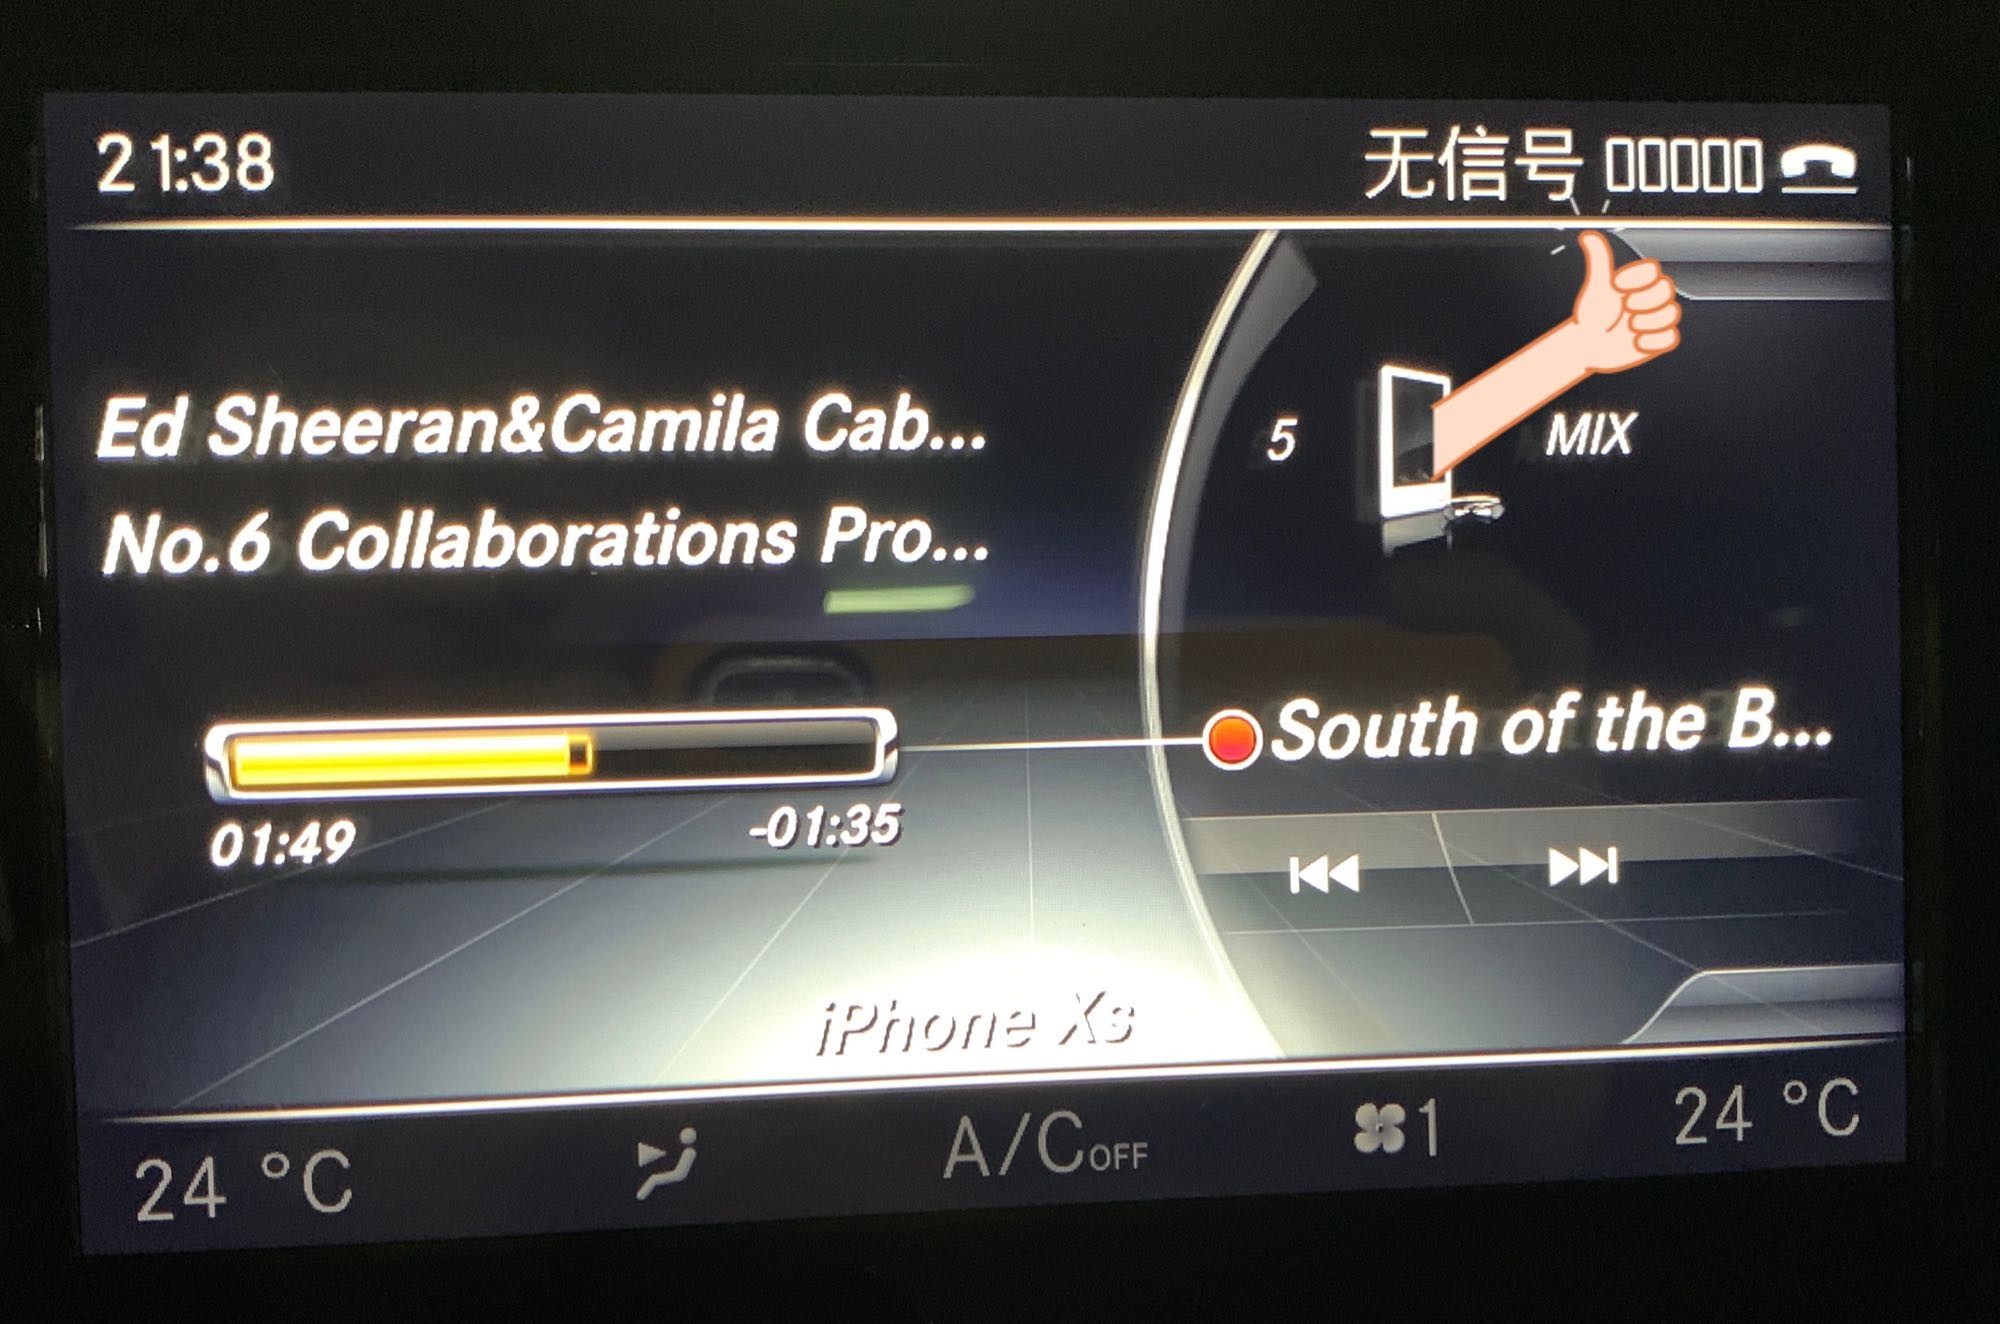 21:38
无信号
Ed Sheeran&Camila Cab...
5
MIX
No.6 Collaborations Pro...
South of the B...
01:49
-01:35
iPhone Xs
24 °C
A/C OFF
1
24 °C